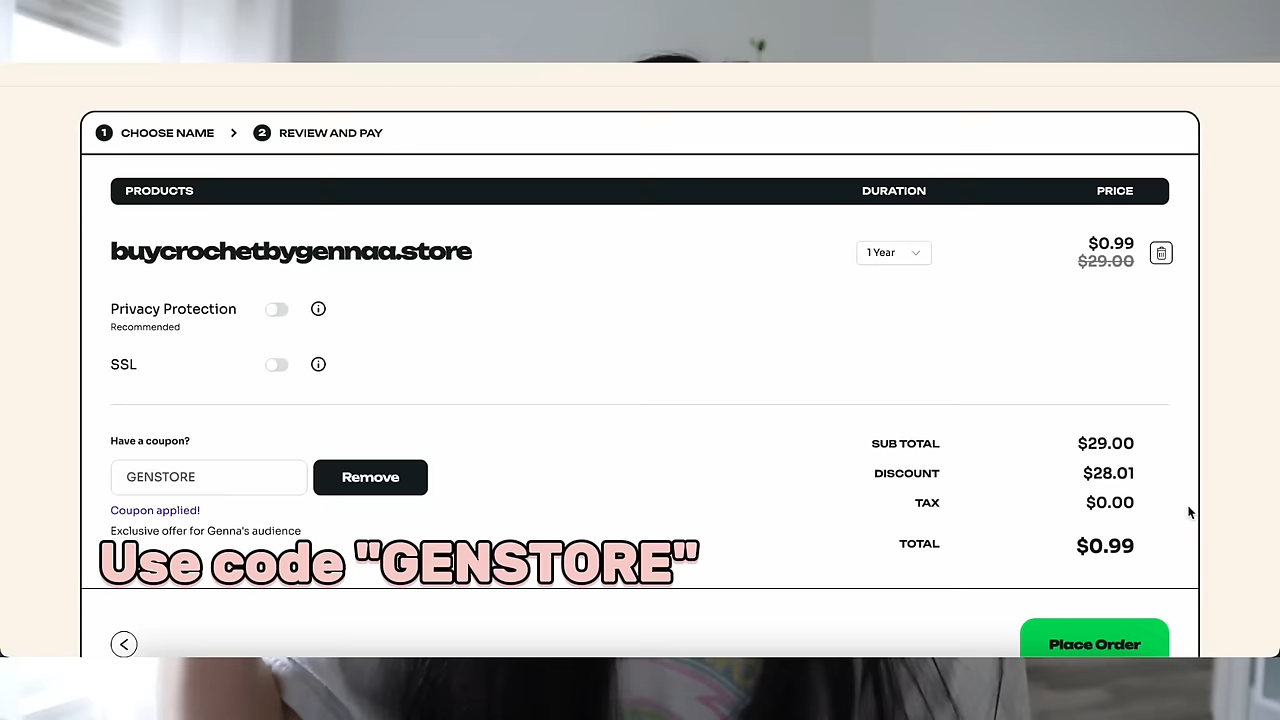 1 CHOOSE NAME > 2 REVIEW AND PAY
PRODUCTS DURATION PRICE
buycrochetbygennaa.store 1 Year $0.99
$29.00
Privacy Protection
Recommended
SSL
Have a coupon?
GENSTORE Remove
Coupon applied!
Exclusive offer for Genna's audience
SUB TOTAL $29.00
DISCOUNT $28.01
TAX $0.00
TOTAL $0.99
Use code "GENSTORE"
Place Order